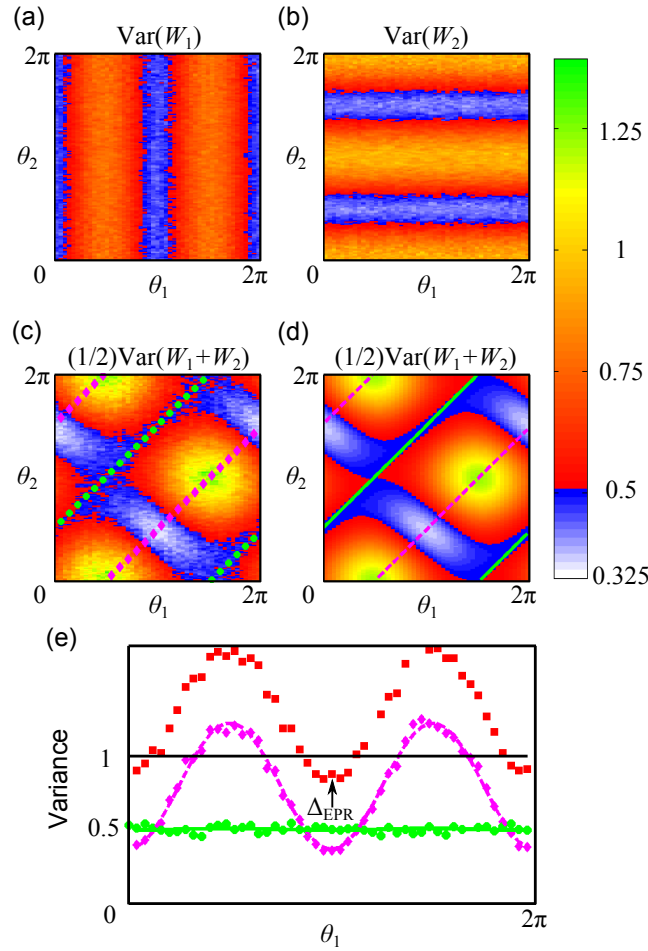 (a)
Var(W₁)
2π
θ₂
0
θ₁
2π
(b)
Var(W₂)
2π
θ₂
0
θ₁
2π
1.25
1
0.75
0.5
0.325
(c)
(1/2)Var(W₁+W₂)
2π
θ₂
0
θ₁
2π
(d)
(1/2)Var(W₁+W₂)
2π
θ₂
0
θ₁
2π
(e)
Variance
1
0.5
0
Δ_EPR
θ₁
2π